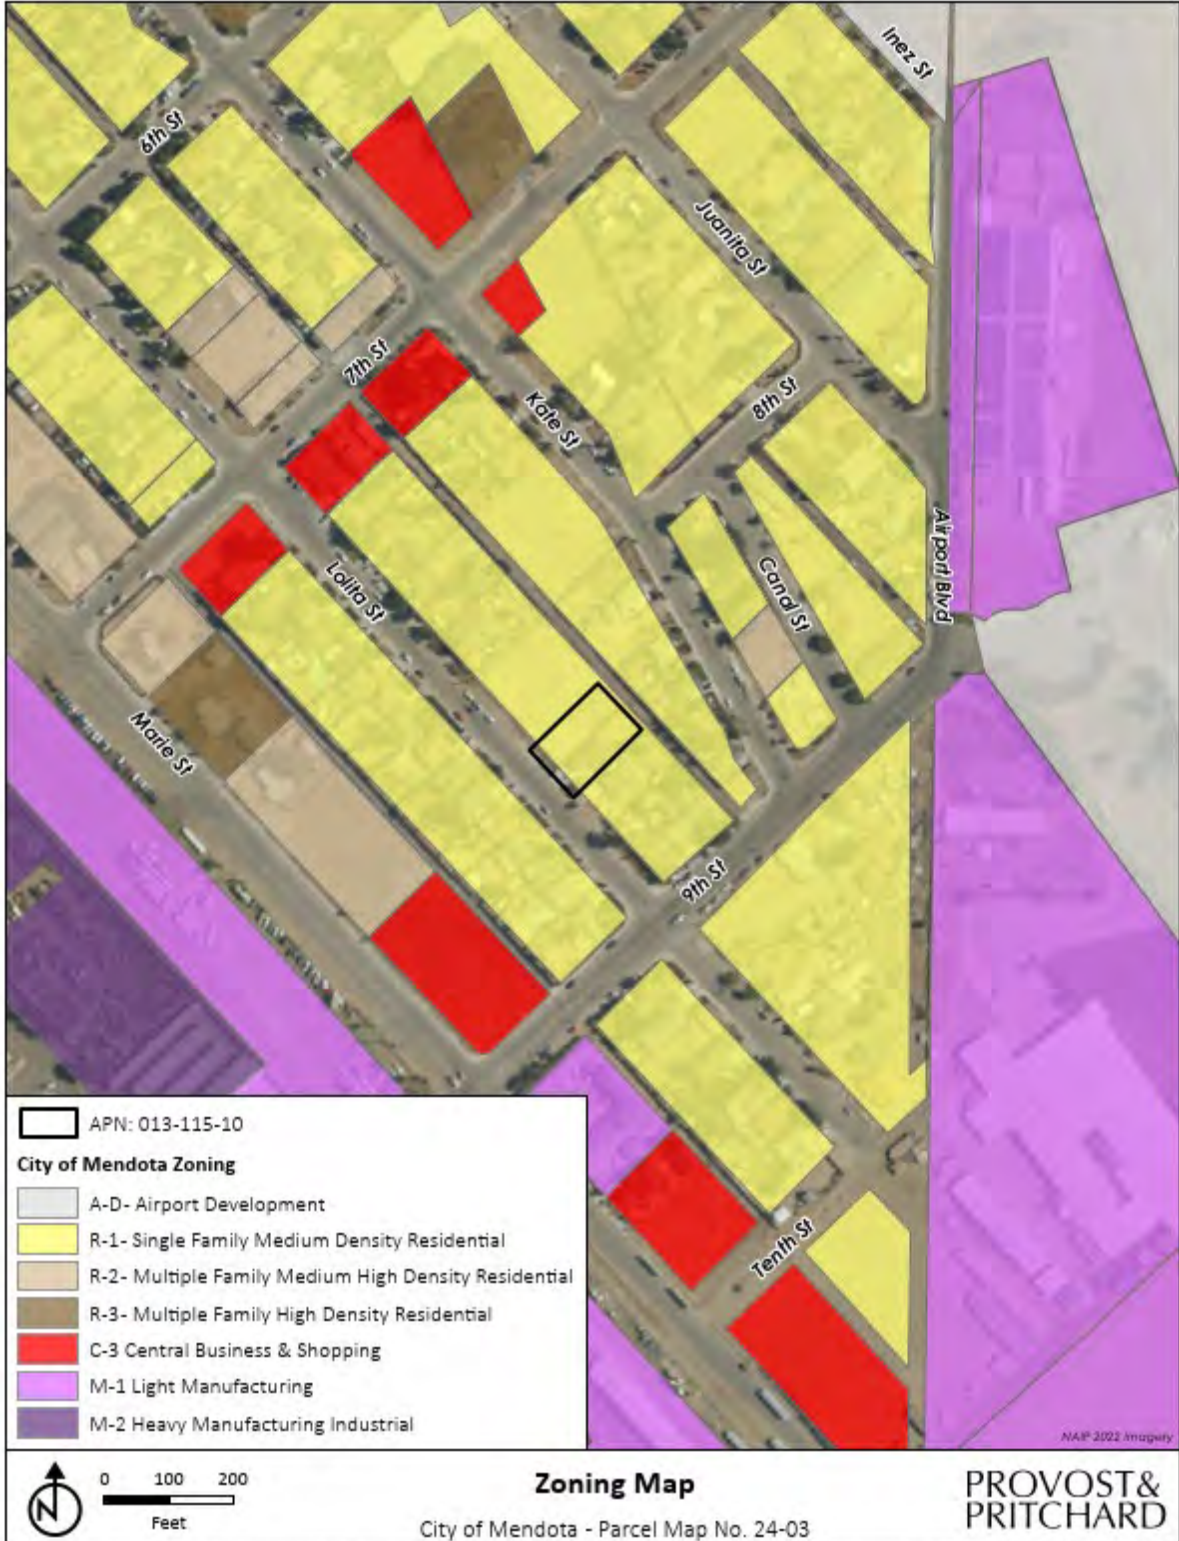 Inez St
6th St
Juanita St
7th St
Kate St
8th St
Airport Blvd
Lolita St
Canal St
Marie St
9th St
Tenth St
APN: 013-115-10
City of Mendota Zoning
A-D- Airport Development
R-1- Single Family Medium Density Residential
R-2- Multiple Family Medium High Density Residential
R-3- Multiple Family High Density Residential
C-3 Central Business & Shopping
M-1 Light Manufacturing
M-2 Heavy Manufacturing Industrial
NAIP 2022 Imagery
N
0 100 200
Feet
Zoning Map
City of Mendota - Parcel Map No. 24-03
PROVOST&
PRITCHARD